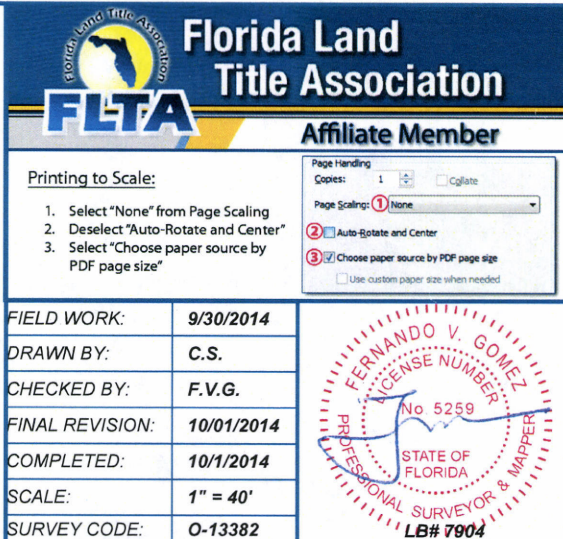 Florida Land Title Association
FLTA
Florida Land
Title Association
Affiliate Member
Printing to Scale:
1. Select "None" from Page Scaling
2. Deselect "Auto-Rotate and Center"
3. Select "Choose paper source by
PDF page size"
Page Handling
Copies: 1 Collate
Page Scaling: 1 None
2 Auto-Rotate and Center
3 Choose paper source by PDF page size
Use custom paper size when needed
FIELD WORK: 9/30/2014
DRAWN BY: C.S.
CHECKED BY: F.V.G.
FINAL REVISION: 10/01/2014
COMPLETED: 10/1/2014
SCALE: 1" = 40'
SURVEY CODE: O-13382
FERNANDO V. GOMEZ
LICENSE NUMBER
No. 5259
STATE OF
FLORIDA
PROFESSIONAL SURVEYOR & MAPPER
LB# 7904